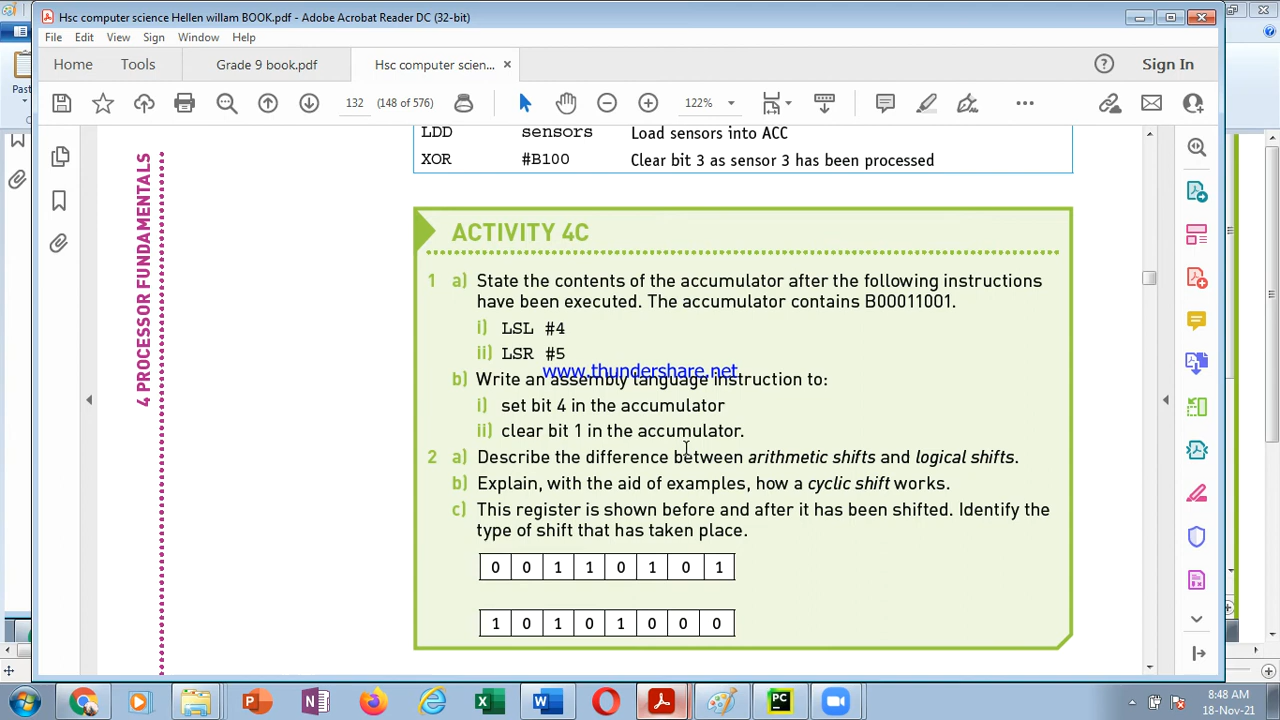 Hsc computer science Hellen willam BOOK.pdf - Adobe Acrobat Reader DC (32-bit)
File Edit View Sign Window Help
Home Tools Grade 9 book.pdf Hsc computer scien... ×
Sign In
132 (148 of 576) 122%
Past
LDD sensors Load sensors into ACC
XOR #B100 Clear bit 3 as sensor 3 has been processed
4 PROCESSOR FUNDAMENTALS
ACTIVITY 4C
1 a) State the contents of the accumulator after the following instructions
have been executed. The accumulator contains B00011001.
i) LSL #4
ii) LSR #5
www.thundershare.net
b) Write an assembly language instruction to:
i) set bit 4 in the accumulator
ii) clear bit 1 in the accumulator.
2 a) Describe the difference between arithmetic shifts and logical shifts.
b) Explain, with the aid of examples, how a cyclic shift works.
c) This register is shown before and after it has been shifted. Identify the
type of shift that has taken place.
0 0 1 1 0 1 0 1
1 0 1 0 1 0 0 0
8:48 AM
18-Nov-21